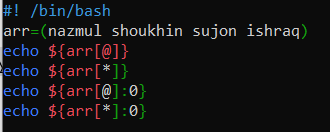 #! /bin/bash
arr=(nazmul shoukhin sujon ishraq)
echo ${arr[@]}
echo ${arr[*]}
echo ${arr[@]:0}
echo ${arr[*]:0}